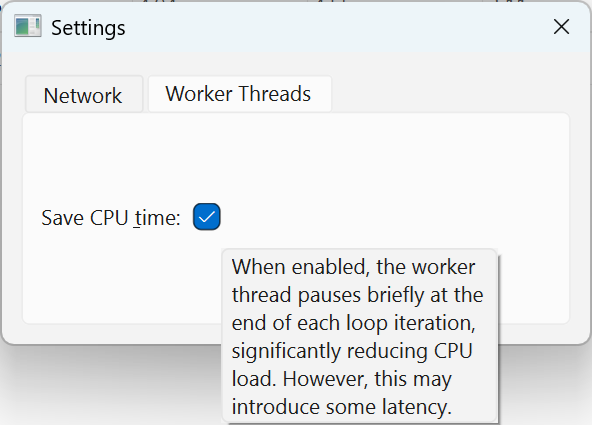 Settings
Network
Worker Threads
Save CPU time:
When enabled, the worker
thread pauses briefly at the
end of each loop iteration,
significantly reducing CPU
load. However, this may
introduce some latency.